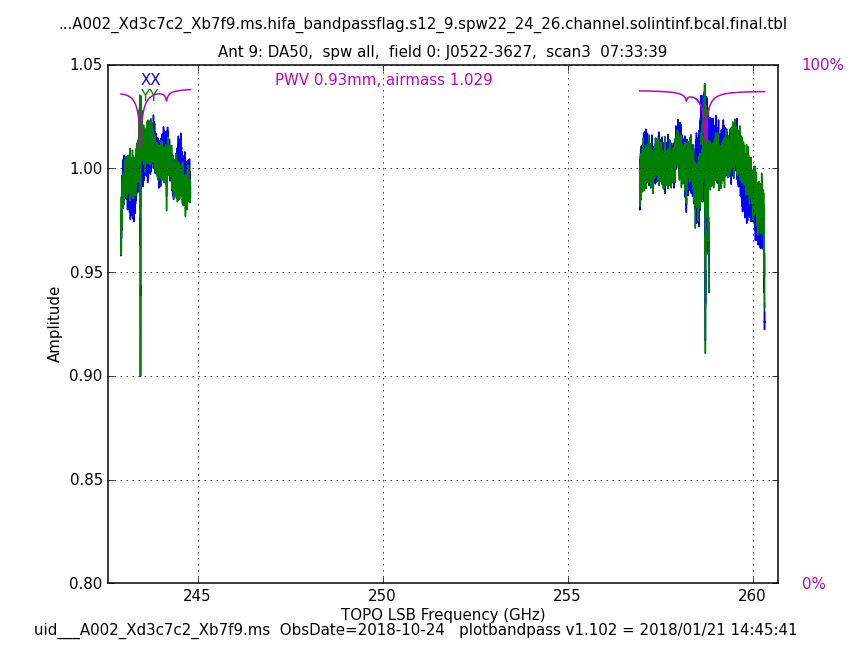 ...A002_Xd3c7c2_Xb7f9.ms.hifa_bandpassflag.s12_9.spw22_24_26.channel.solintinf.bcal.final.tbl
Ant 9: DA50,  spw all,  field 0: J0522-3627,  scan3  07:33:39
1.05
100%
XX
PWV 0.93mm, airmass 1.029
YY
1.00
0.95
Amplitude
0.90
0.85
0.80
0%
245
250
255
260
TOPO LSB Frequency (GHz)
uid___A002_Xd3c7c2_Xb7f9.ms  ObsDate=2018-10-24   plotbandpass v1.102 = 2018/01/21 14:45:41